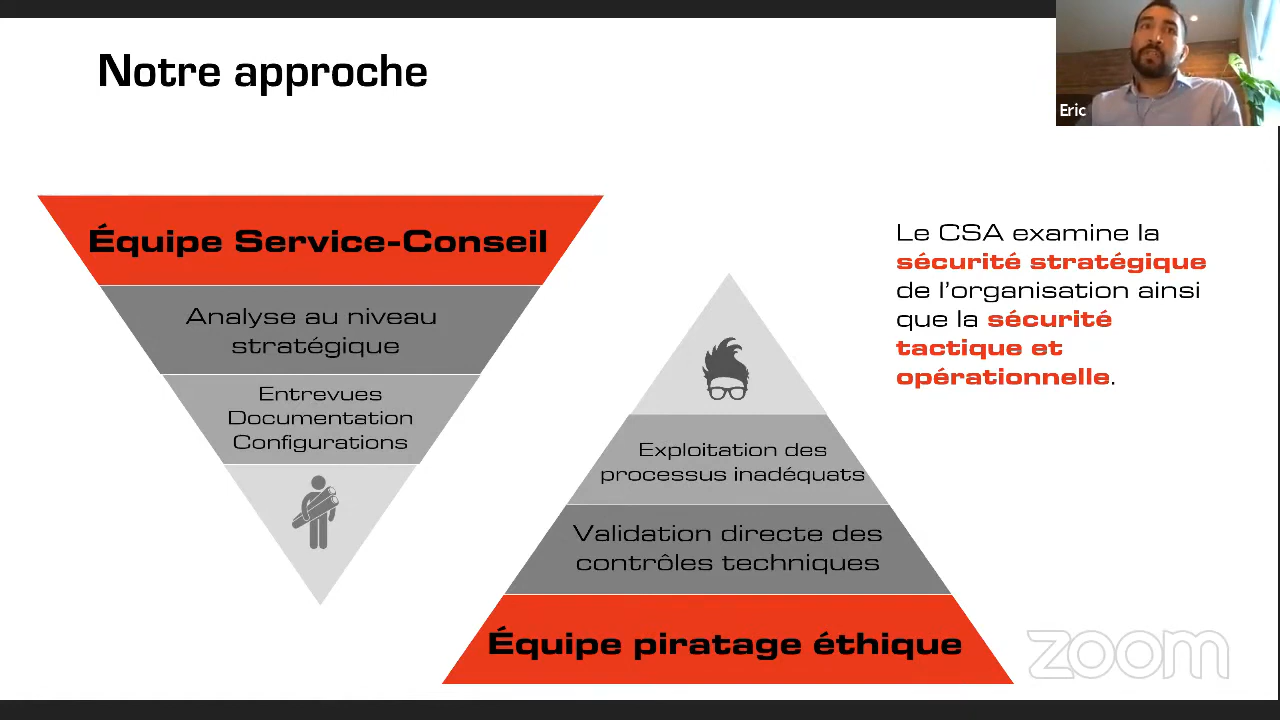 Notre approche
Eric
Équipe Service-Conseil
Analyse au niveau
stratégique
Entrevues
Documentation
Configurations
Exploitation des
processus inadéquats
Validation directe des
contrôles techniques
Équipe piratage éthique
Le CSA examine la
sécurité stratégique
de l’organisation ainsi
que la sécurité
tactique et
opérationnelle.
zoom